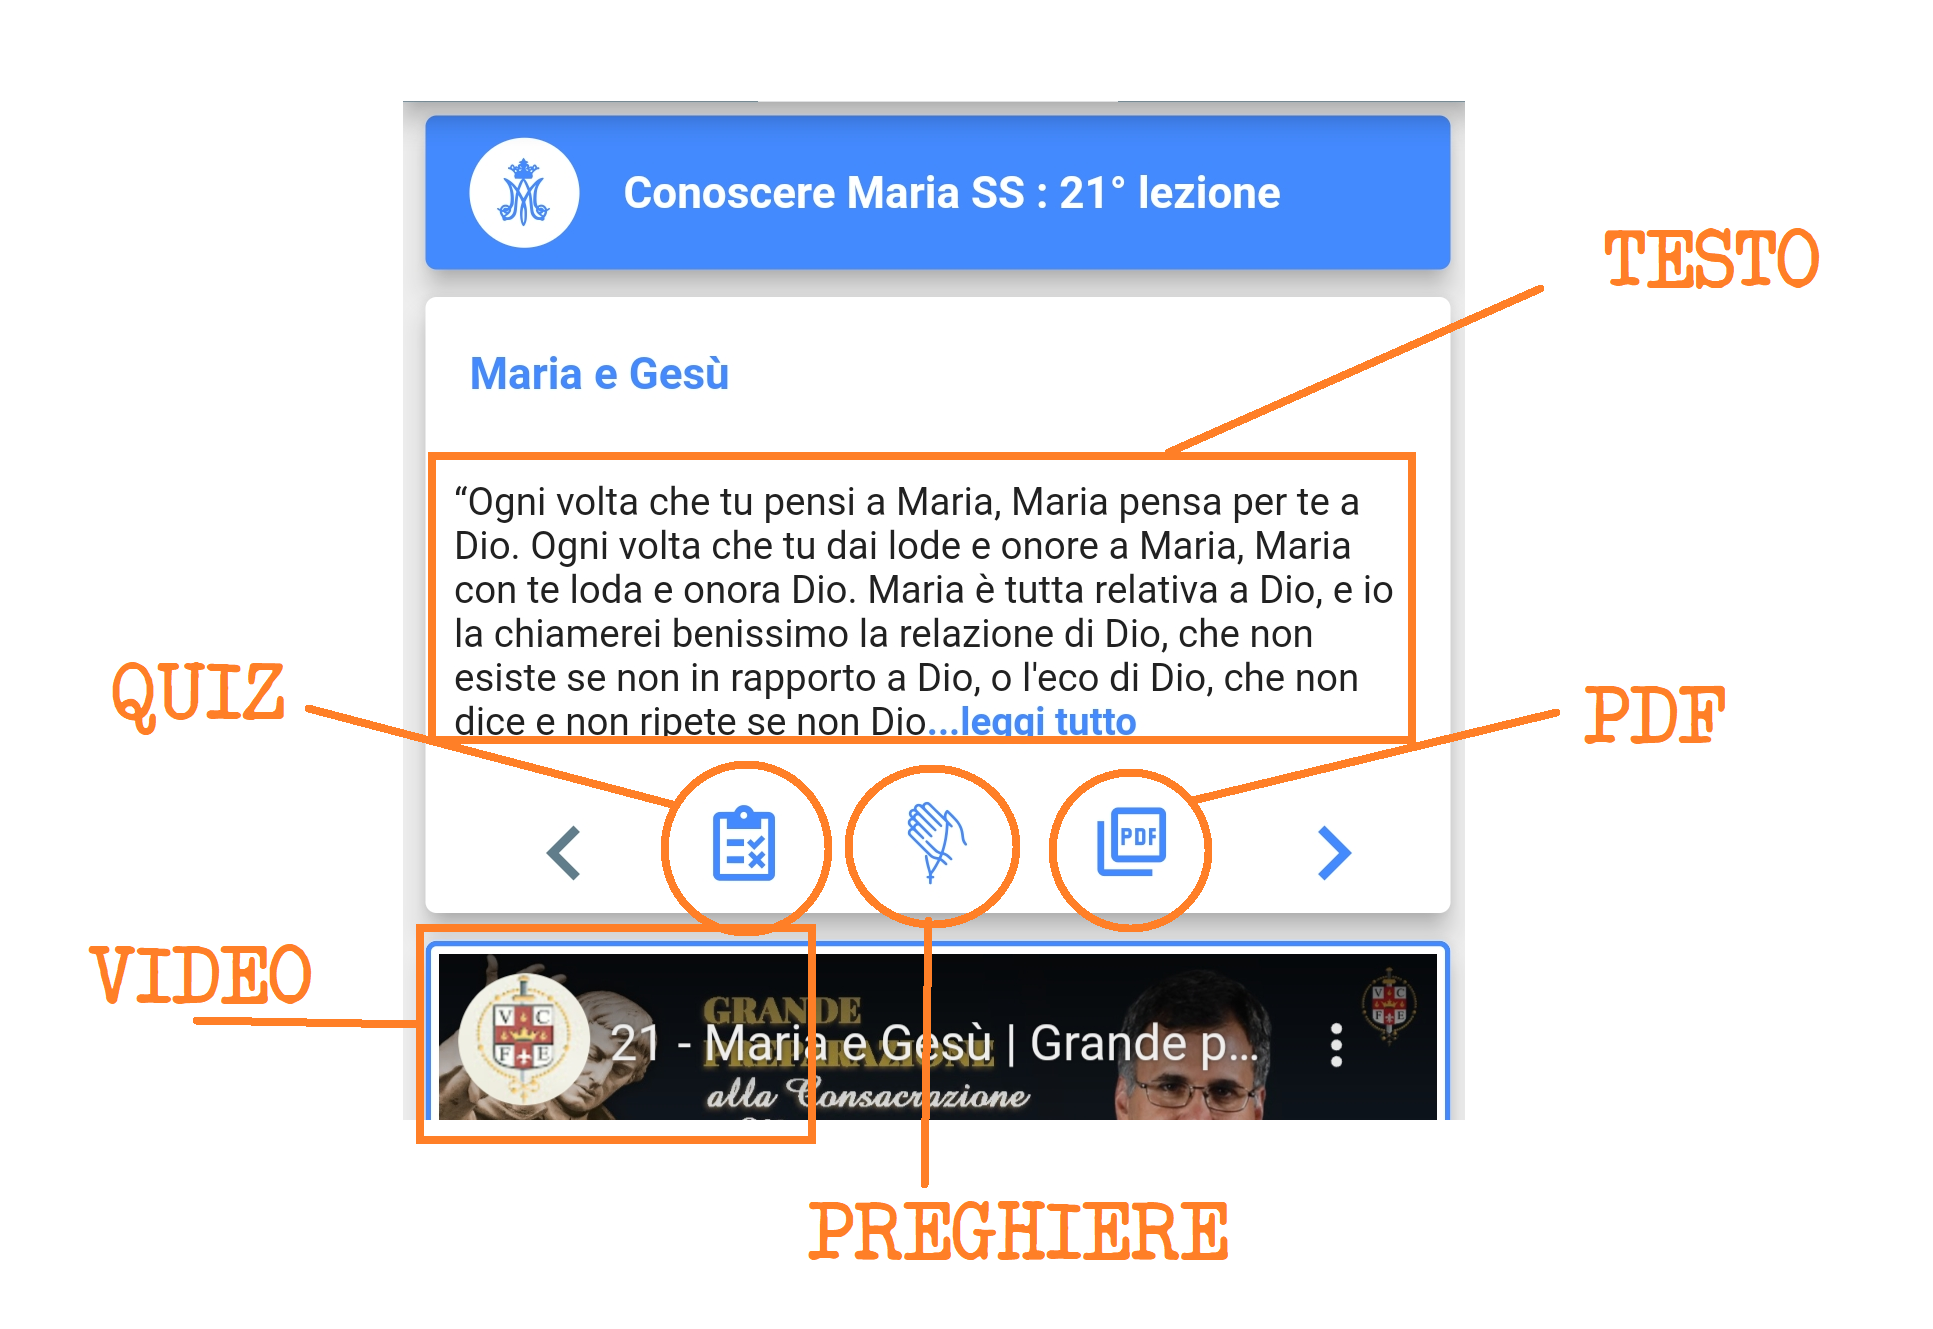 Conoscere Maria SS : 21° lezione
TESTO
Maria e Gesù
“Ogni volta che tu pensi a Maria, Maria pensa per te a
Dio. Ogni volta che tu dai lode e onore a Maria, Maria
con te loda e onora Dio. Maria è tutta relativa a Dio, e io
la chiamerei benissimo la relazione di Dio, che non
esiste se non in rapporto a Dio, o l'eco di Dio, che non
dice e non ripete se non Dio...leggi tutto
QUIZ
PDF
PDF
VIDEO
V C
F E
21 - Maria e Gesù | Grande p...
GRANDE
PREPARAZIONE
alla Consacrazione
V C
F E
PREGHIERE